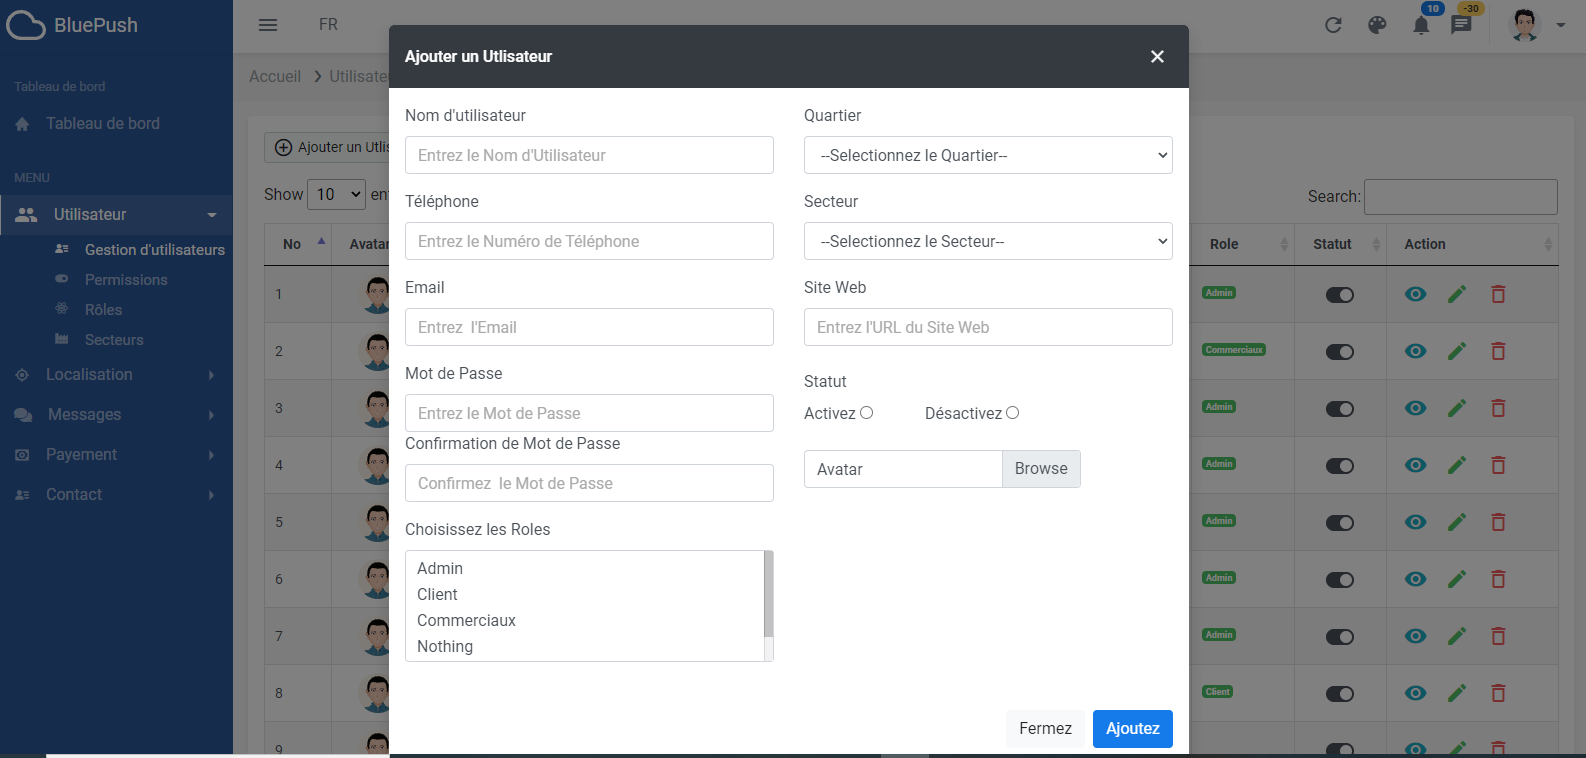 BluePush
FR
10
-30
Tableau de bord
Tableau de bord
MENU
Utilisateur
Gestion d'utilisateurs
Permissions
Rôles
Secteurs
Localisation
Messages
Payement
Contact
Accueil
Ajouter un Utlisateur
Nom d'utilisateur
Entrez le Nom d'Utilisateur
Téléphone
Entrez le Numéro de Téléphone
Email
Entrez  l'Email
Mot de Passe
Entrez le Mot de Passe
Confirmation de Mot de Passe
Confirmez  le Mot de Passe
Choisissez les Roles
Admin
Client
Commerciaux
Nothing
Quartier
--Selectionnez le Quartier--
Secteur
--Selectionnez le Secteur--
Site Web
Entrez l'URL du Site Web
Statut
Activez
Désactivez
Avatar
Browse
Fermez
Ajoutez
Ajouter un
Show 10
Search:
No
Role
Statut
Action
1
Admin
2
Commerciaux
3
Admin
4
Admin
5
Admin
6
Admin
7
Admin
8
Client
9